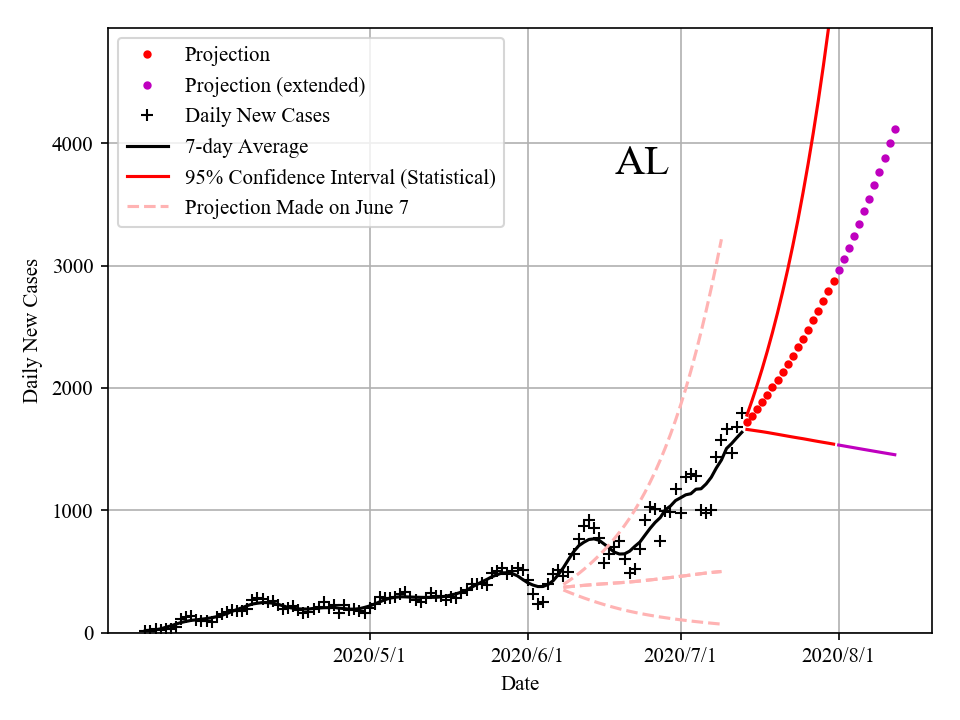 Projection
Projection (extended)
Daily New Cases
7-day Average
95% Confidence Interval (Statistical)
Projection Made on June 7
AL
4000
3000
2000
1000
0
Daily New Cases
2020/5/1
2020/6/1
2020/7/1
2020/8/1
Date